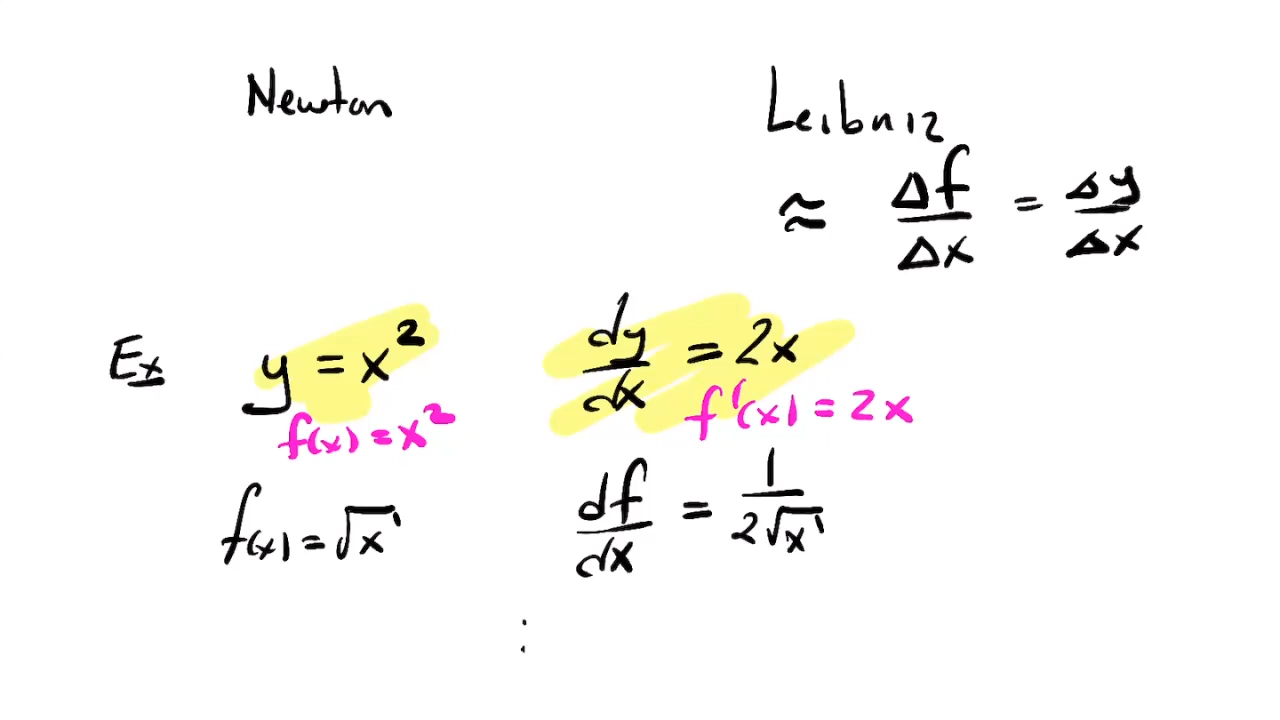 Newton Leibniz
≈ Δf/Δx = Δy/Δx
Ex y = x² dy/dx = 2x
f(x) = x² f'(x) = 2x
f(x) = √x df/dx = 1/(2√x)
: